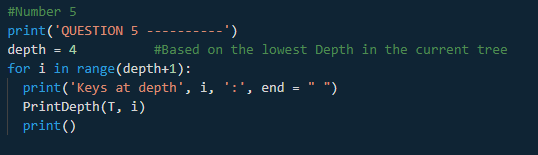 #Number 5
print('QUESTION 5 ----------')
depth = 4          #Based on the lowest Depth in the current tree
for i in range(depth+1):
  print('Keys at depth', i, ':', end = " ")
  PrintDepth(T, i)
  print()